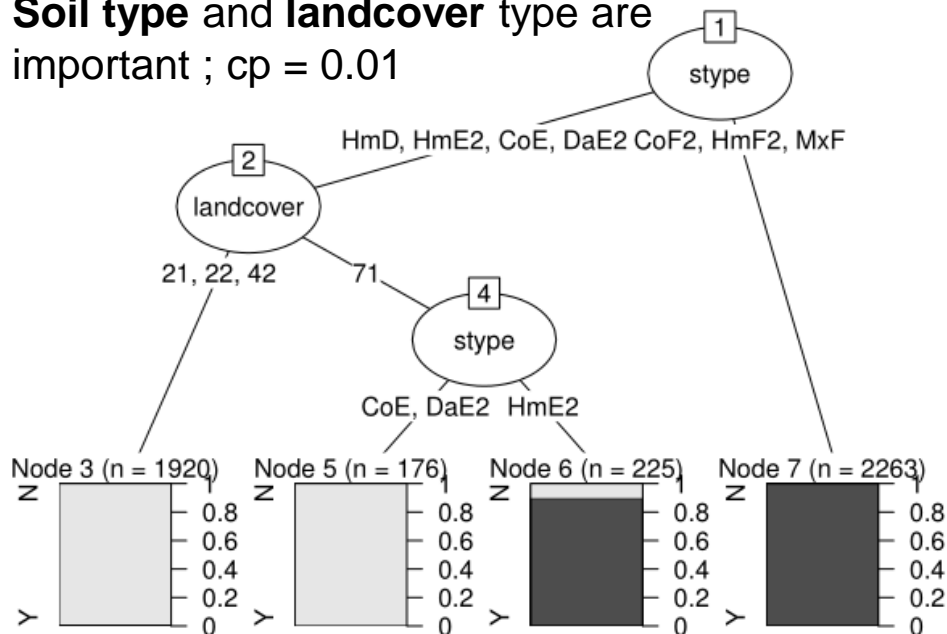 Soil type and landcover type are
important ; cp = 0.01
1
stype
HmD, HmE2, CoE, DaE2 CoF2, HmF2, MxF
2
landcover
21, 22, 42
71
4
stype
CoE, DaE2 HmE2
Node 3 (n = 1920) Node 5 (n = 176) Node 6 (n = 225) Node 7 (n = 2263)
N 1 N 1 N 1 N 1
0.8 0.8 0.8 0.8
0.6 0.6 0.6 0.6
0.4 0.4 0.4 0.4
0.2 0.2 0.2 0.2
Y 0 Y 0 Y 0 Y 0